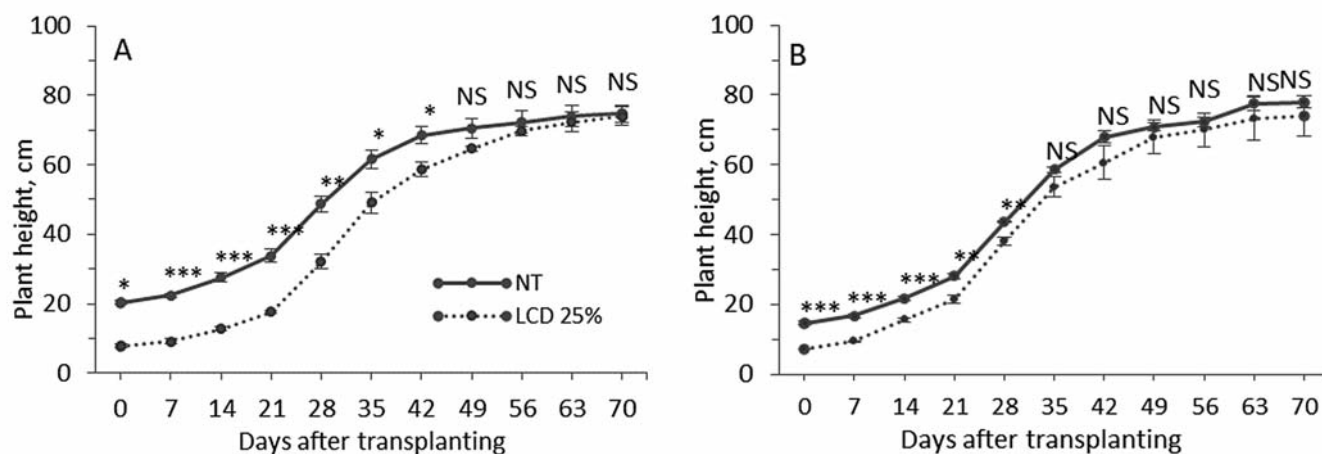 A
Plant height, cm
100
80
60
40
20
0
* *** *** *** ** * * NS NS NS NS
NT
LCD 25%
0 7 14 21 28 35 42 49 56 63 70
Days after transplanting
B
Plant height, cm
100
80
60
40
20
0
*** *** *** ** ** NS NS NS NS NS NS
0 7 14 21 28 35 42 49 56 63 70
Days after transplanting